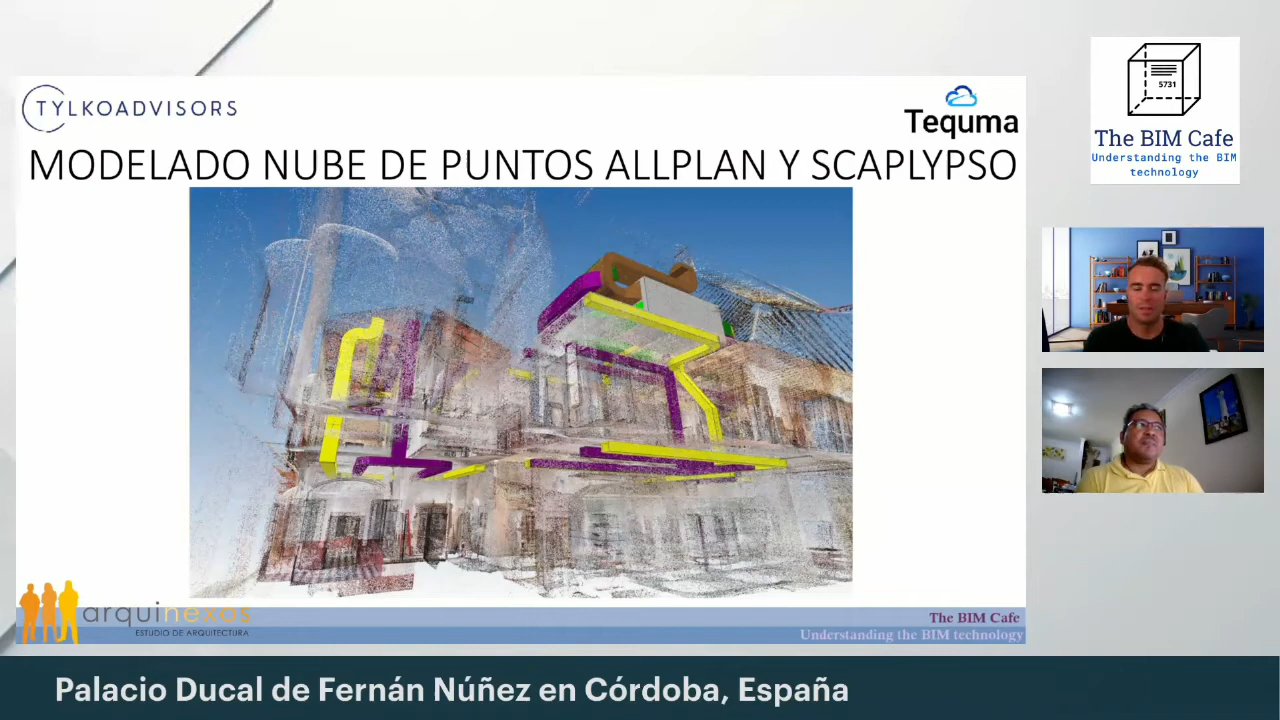 TYLKOADVISORS
Tequma
MODELADO NUBE DE PUNTOS ALLPLAN Y SCAPLYPSO
arquinexos
ESTUDIO DE ARQUITECTURA
The BIM Cafe
Understanding the BIM technology
5731
The BIM Cafe
Understanding the BIM
technology
Palacio Ducal de Fernán Núñez en Córdoba, España